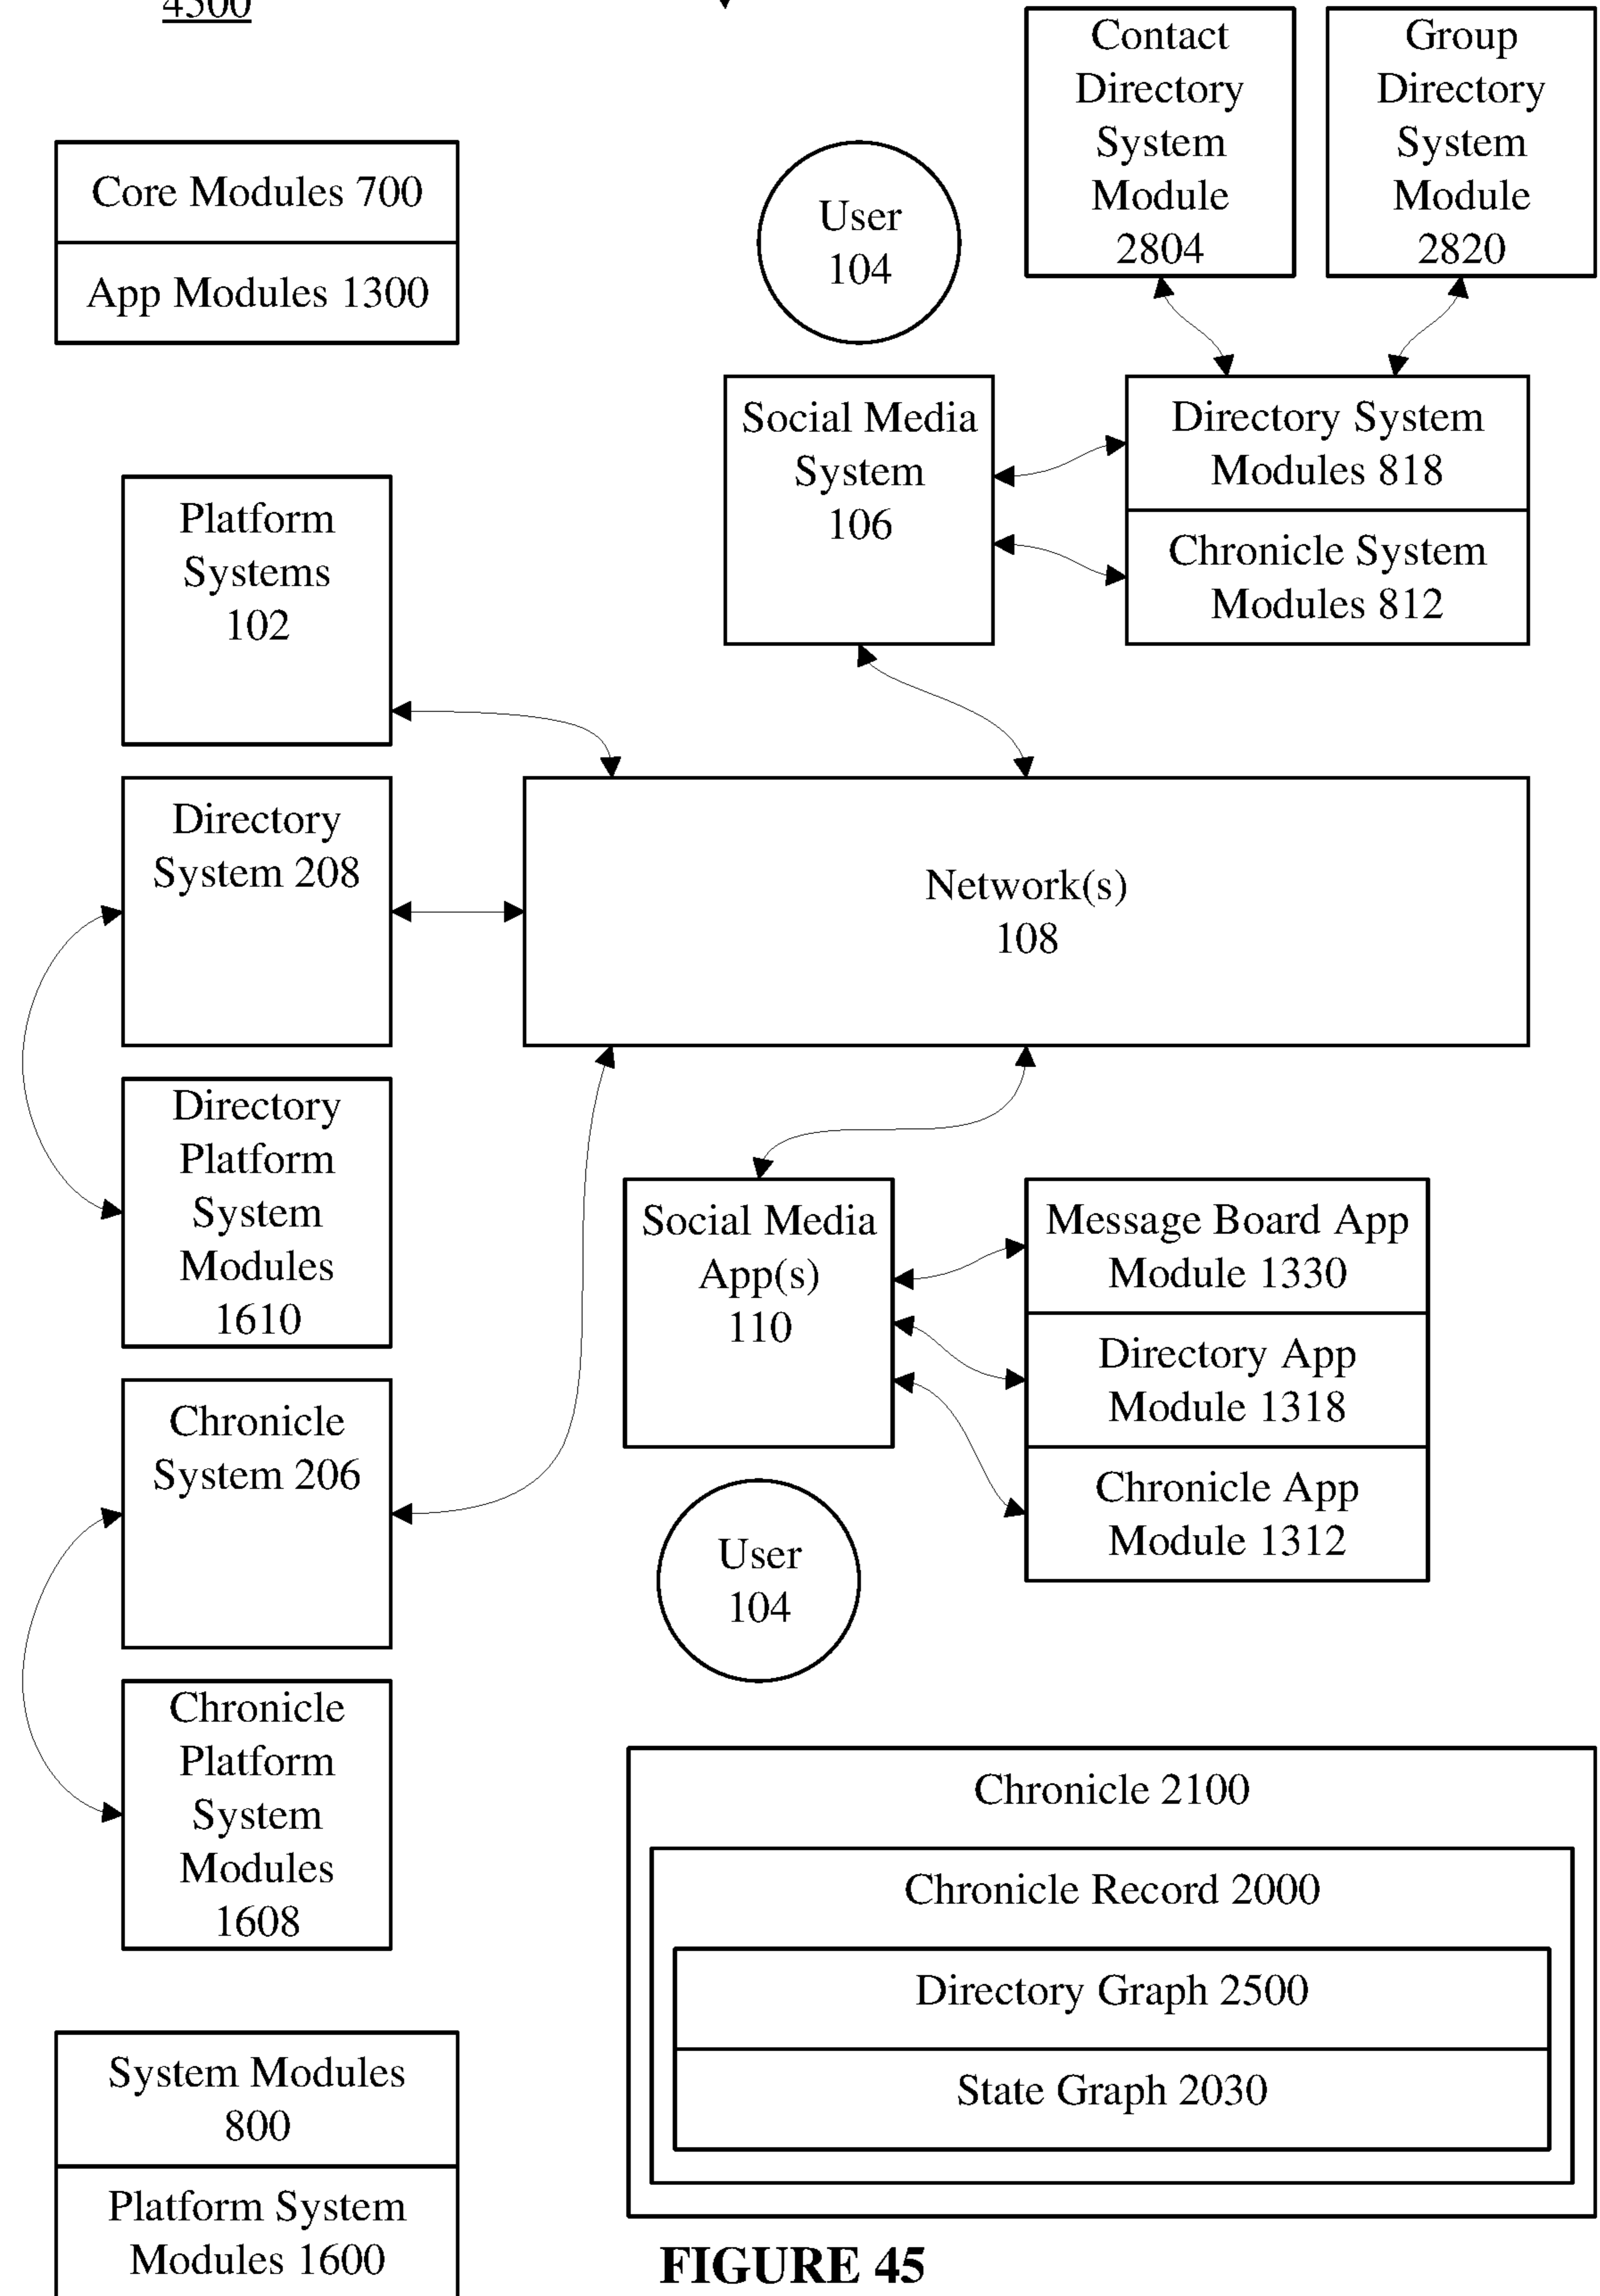 4500
Contact
Directory
System
Module
2804
Group
Directory
System
Module
2820
Core Modules 700
App Modules 1300
User
104
Social Media
System
106
Directory System
Modules 818
Chronicle System
Modules 812
Platform
Systems
102
Directory
System 208
Network(s)
108
Directory
Platform
System
Modules
1610
Social Media
App(s)
110
Message Board App
Module 1330
Directory App
Module 1318
Chronicle App
Module 1312
Chronicle
System 206
User
104
Chronicle
Platform
System
Modules
1608
Chronicle 2100
Chronicle Record 2000
Directory Graph 2500
State Graph 2030
System Modules
800
Platform System
Modules 1600
FIGURE 45